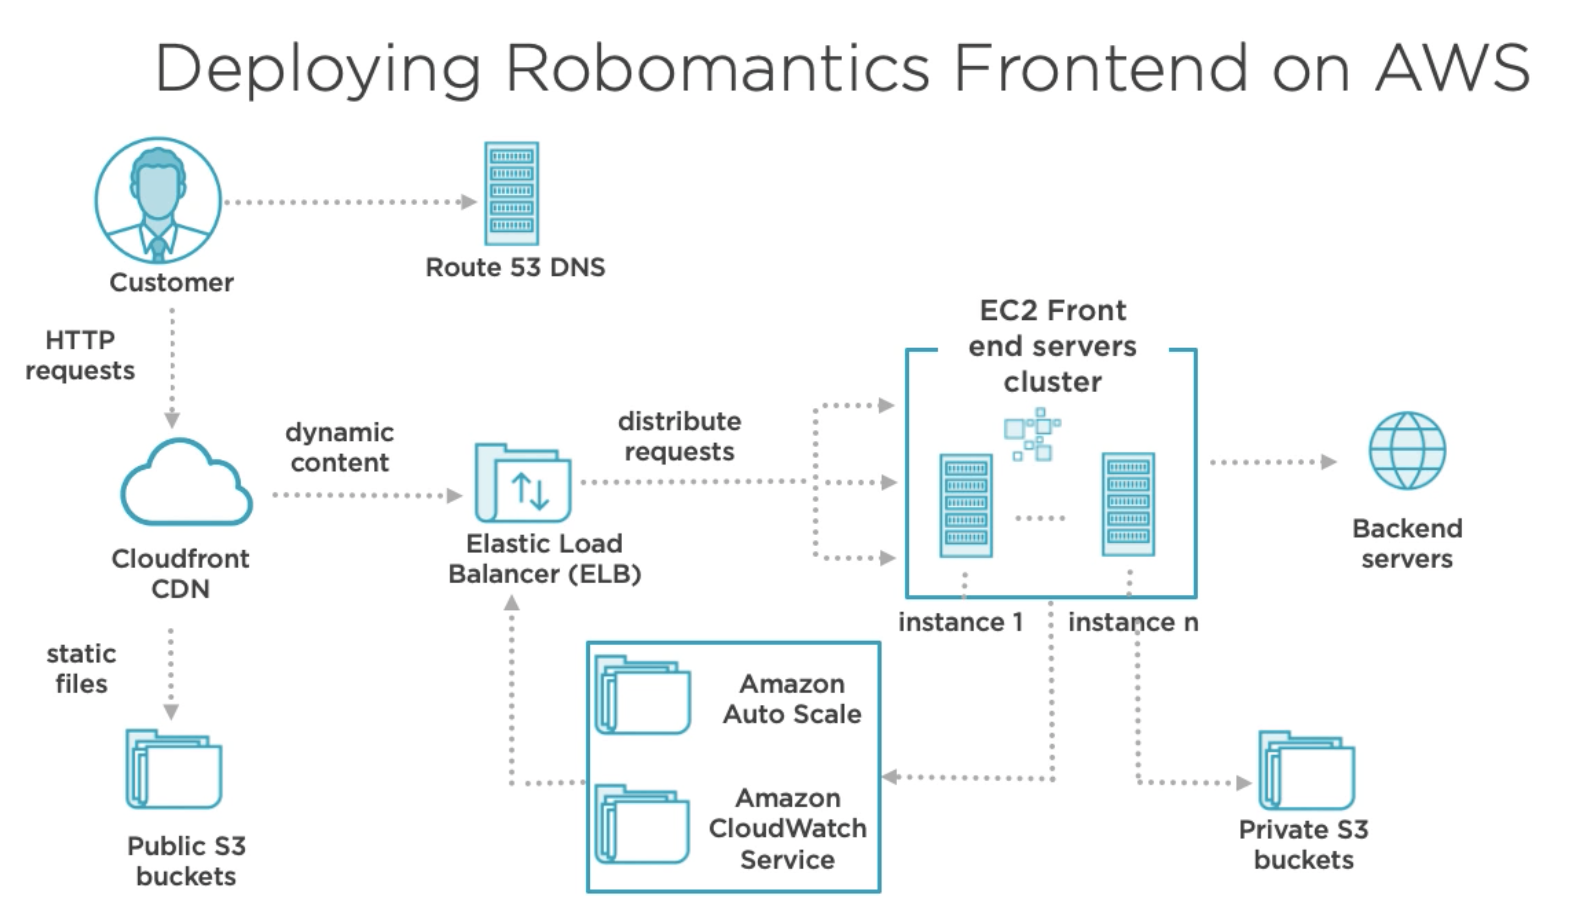 Deploying Robomantics Frontend on AWS
Customer
Route 53 DNS
HTTP
requests
EC2 Front
end servers
cluster
dynamic
content
distribute
requests
Cloudfront
CDN
Elastic Load
Balancer (ELB)
Backend
servers
instance 1
instance n
static
files
Amazon
Auto Scale
Amazon
CloudWatch
Service
Public S3
buckets
Private S3
buckets